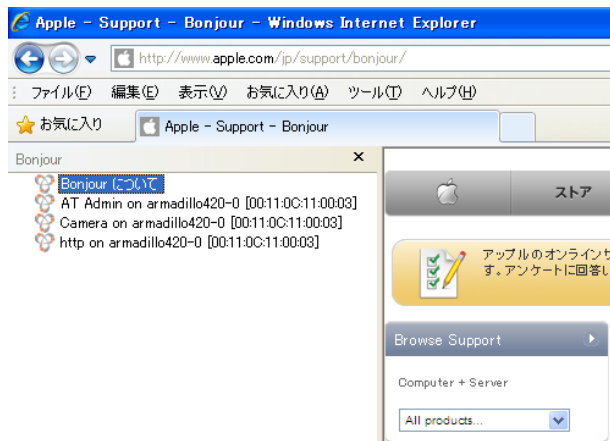 Apple - Support - Bonjour - Windows Internet Explorer
http://www.apple.com/jp/support/bonjour/
ファイル(F) 編集(E) 表示(V) お気に入り(A) ツール(T) ヘルプ(H)
お気に入り Apple - Support - Bonjour
Bonjour
Bonjour について
AT Admin on armadillo420-0 [00:11:0C:11:00:03]
Camera on armadillo420-0 [00:11:0C:11:00:03]
http on armadillo420-0 [00:11:0C:11:00:03]
ストア
アップルのオンラインサ
す。アンケートに回答し
Browse Support
Computer + Server
All products...